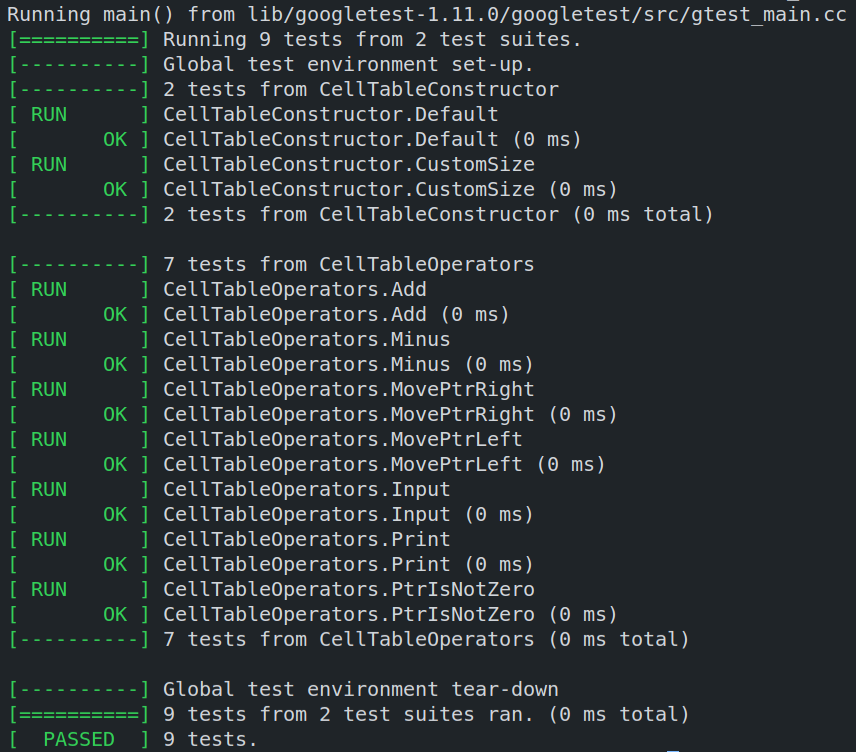 Running main() from lib/googletest-1.11.0/googletest/src/gtest_main.cc
[==========] Running 9 tests from 2 test suites.
[----------] Global test environment set-up.
[----------] 2 tests from CellTableConstructor
[ RUN      ] CellTableConstructor.Default
[       OK ] CellTableConstructor.Default (0 ms)
[ RUN      ] CellTableConstructor.CustomSize
[       OK ] CellTableConstructor.CustomSize (0 ms)
[----------] 2 tests from CellTableConstructor (0 ms total)

[----------] 7 tests from CellTableOperators
[ RUN      ] CellTableOperators.Add
[       OK ] CellTableOperators.Add (0 ms)
[ RUN      ] CellTableOperators.Minus
[       OK ] CellTableOperators.Minus (0 ms)
[ RUN      ] CellTableOperators.MovePtrRight
[       OK ] CellTableOperators.MovePtrRight (0 ms)
[ RUN      ] CellTableOperators.MovePtrLeft
[       OK ] CellTableOperators.MovePtrLeft (0 ms)
[ RUN      ] CellTableOperators.Input
[       OK ] CellTableOperators.Input (0 ms)
[ RUN      ] CellTableOperators.Print
[       OK ] CellTableOperators.Print (0 ms)
[ RUN      ] CellTableOperators.PtrIsNotZero
[       OK ] CellTableOperators.PtrIsNotZero (0 ms)
[----------] 7 tests from CellTableOperators (0 ms total)

[----------] Global test environment tear-down
[==========] 9 tests from 2 test suites ran. (0 ms total)
[  PASSED  ] 9 tests.